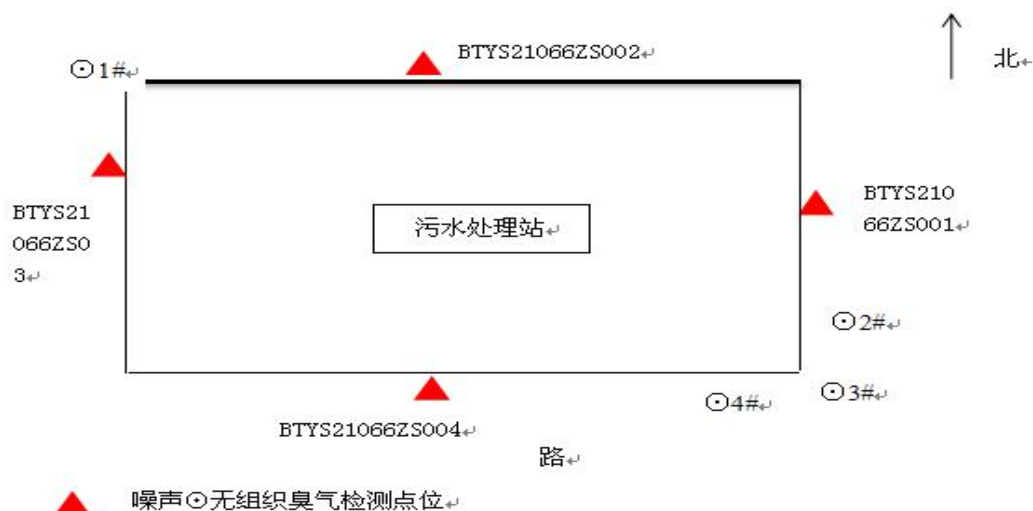 BTYS21066ZS002↵
⊙1#↵
北↵
BTYS21
066ZS0
3↵
BTYS210
66ZS001↵
污水处理站↵
⊙2#↵
⊙3#↵
⊙4#↵
BTYS21066ZS004↵
路↵
噪声⊙无组织臭气检测点位↵